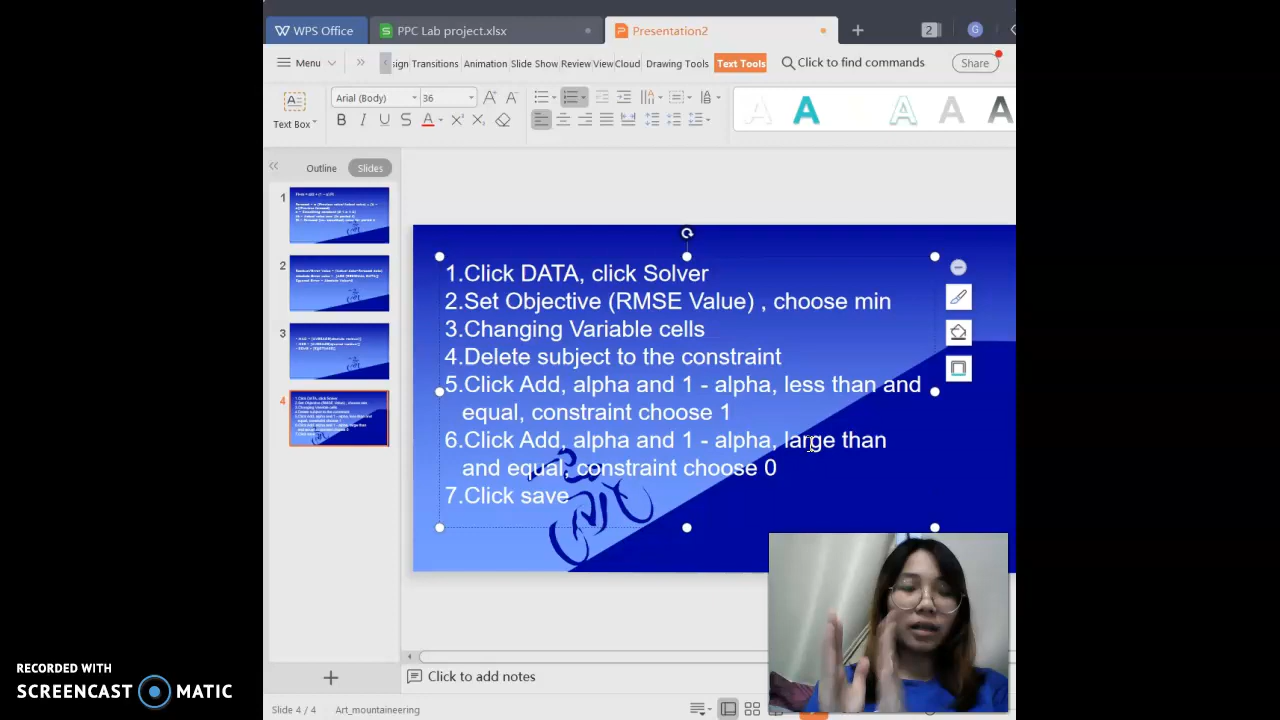 WPS Office
PPC Lab project.xlsx
Presentation2
2
G
Menu
sign Transitions Animation Slide Show Review View Cloud Drawing Tools Text Tools
Click to find commands
Share
Text Box
Arial (Body)
36
Outline
Slides
1
2
3
4
1.Click DATA, click Solver
2.Set Objective (RMSE Value) , choose min
3.Changing Variable cells
4.Delete subject to the constraint
5.Click Add, alpha and 1 - alpha, less than and
equal, constraint choose 1
6.Click Add, alpha and 1 - alpha, large than
and equal, constraint choose 0
7.Click save
Click to add notes
Slide 4 / 4
Art_mountaineering
RECORDED WITH
SCREENCAST MATIC